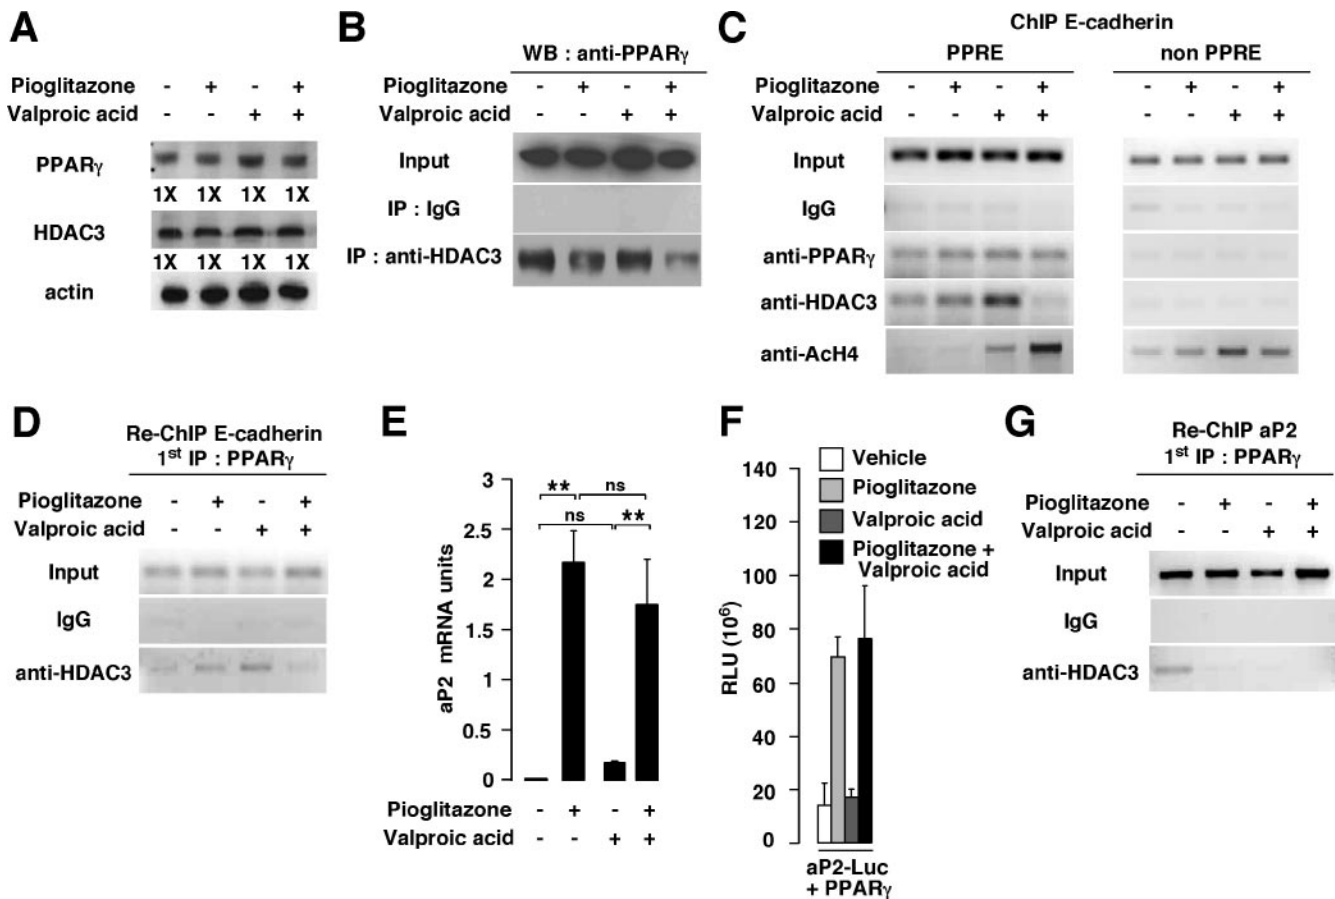 A
Pioglitazone - + - +
Valproic acid - - + +
PPARγ
1X 1X 1X 1X
HDAC3
1X 1X 1X 1X
actin
B
WB : anti-PPARγ
Pioglitazone - + - +
Valproic acid - - + +
Input
IP : IgG
IP : anti-HDAC3
C
ChIP E-cadherin
PPRE non PPRE
Pioglitazone - + - + - + - +
Valproic acid - - + + - - + +
Input
IgG
anti-PPARγ
anti-HDAC3
anti-AcH4
D
Re-ChIP E-cadherin
1st IP : PPARγ
Pioglitazone - + - +
Valproic acid - - + +
Input
IgG
anti-HDAC3
E
aP2 mRNA units
3
2.5
2
1.5
1
0.5
0
** ns
ns **
Pioglitazone - + - +
Valproic acid - - + +
F
Vehicle
Pioglitazone
Valproic acid
Pioglitazone +
Valproic acid
RLU (10⁶)
140
120
100
80
60
40
20
0
aP2-Luc
+ PPARγ
G
Re-ChIP aP2
1st IP : PPARγ
Pioglitazone - + - +
Valproic acid - - + +
Input
IgG
anti-HDAC3